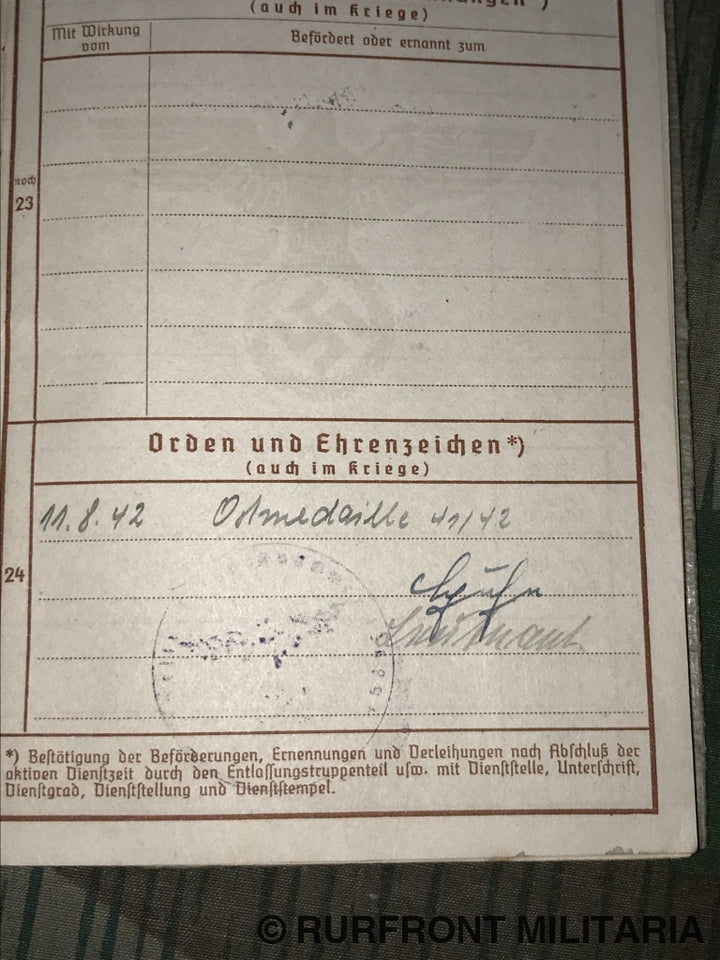 (auch im Kriege)
Mit Wirkung vom
Befördert oder ernannt zum
noch
23
Orden und Ehrenzeichen*)
(auch im Kriege)
11.8.42 Ostmedaille 41/42
24
Leutnant
*) Bestätigung der Beförderungen, Ernennungen und Verleihungen nach Abschluß der
aktiven Dienstzeit durch den Entlassungstruppenteil usw. mit Dienststelle, Unterschrift,
Dienstgrad, Dienststellung und Dienststempel.
© RURFRONT MILITARIA